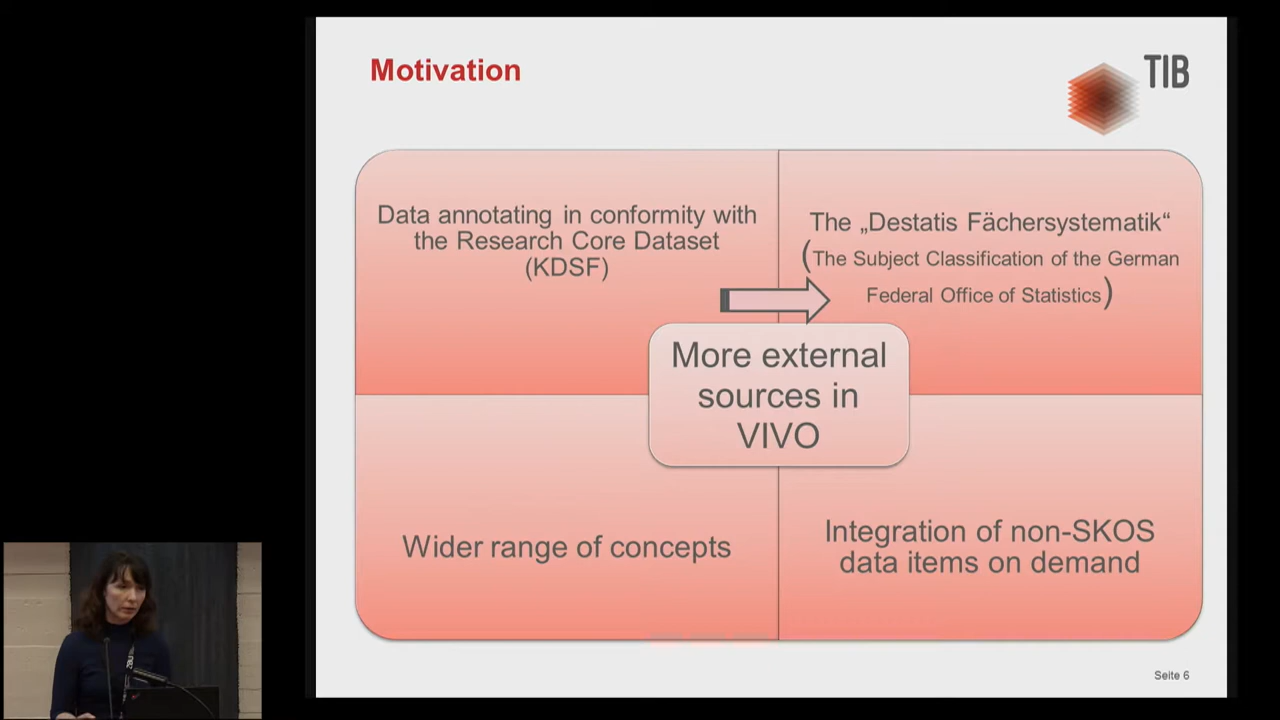 Motivation
TIB
Data annotating in conformity with
the Research Core Dataset
(KDSF)
The „Destatis Fächersystematik“
(The Subject Classification of the German
Federal Office of Statistics)
More external
sources in
VIVO
Wider range of concepts
Integration of non-SKOS
data items on demand
Seite 6